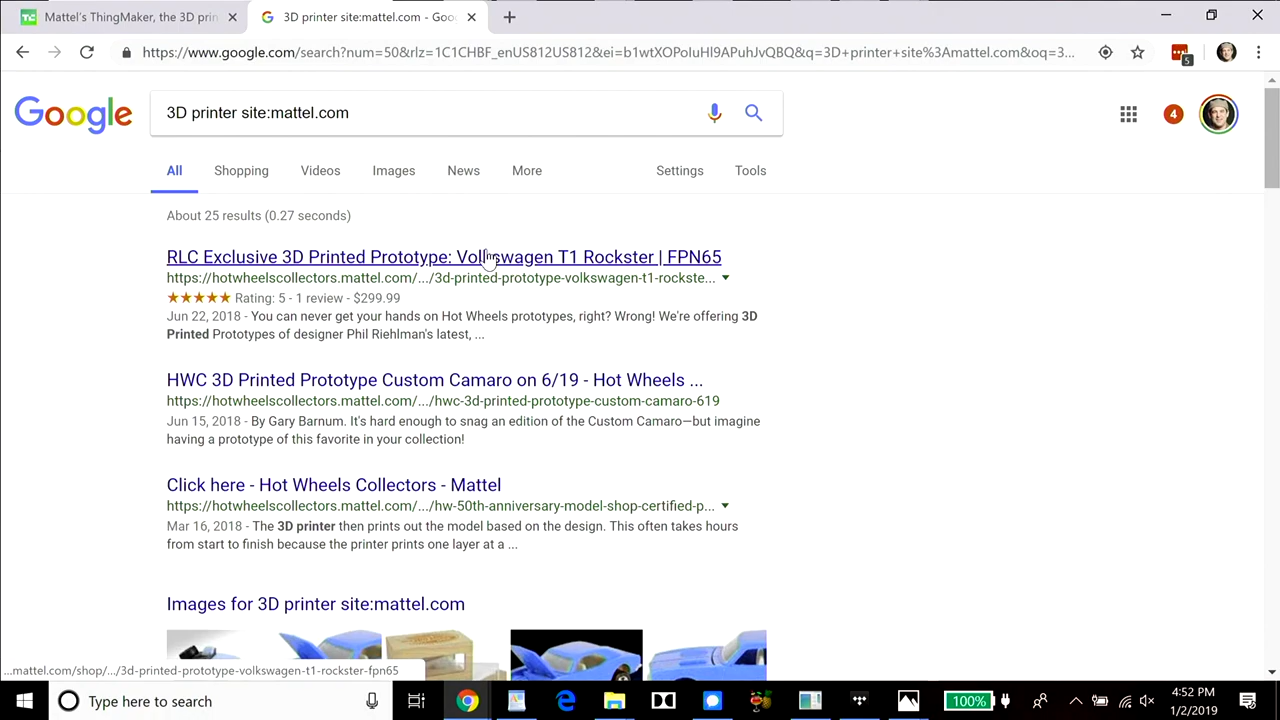 Mattel's ThingMaker, the 3D prin
3D printer site:mattel.com - Goo
https://www.google.com/search?num=50&rlz=1C1CHBF_enUS812US812&ei=b1wtXOPoIuHl9APuhJvQBQ&q=3D+printer+site%3Amattel.com&oq=3...
5
Google
3D printer site:mattel.com
4
All Shopping Videos Images News More Settings Tools
About 25 results (0.27 seconds)
RLC Exclusive 3D Printed Prototype: Volkswagen T1 Rockster | FPN65
https://hotwheelscollectors.mattel.com/.../3d-printed-prototype-volkswagen-t1-rockste...
Rating: 5 - 1 review - $299.99
Jun 22, 2018 - You can never get your hands on Hot Wheels prototypes, right? Wrong! We're offering 3D
Printed Prototypes of designer Phil Riehlman's latest, ...
HWC 3D Printed Prototype Custom Camaro on 6/19 - Hot Wheels ...
https://hotwheelscollectors.mattel.com/.../hwc-3d-printed-prototype-custom-camaro-619
Jun 15, 2018 - By Gary Barnum. It's hard enough to snag an edition of the Custom Camaro—but imagine
having a prototype of this favorite in your collection!
Click here - Hot Wheels Collectors - Mattel
https://hotwheelscollectors.mattel.com/.../hw-50th-anniversary-model-shop-certified-p...
Mar 16, 2018 - The 3D printer then prints out the model based on the design. This often takes hours
from start to finish because the printer prints one layer at a ...
Images for 3D printer site:mattel.com
...mattel.com/shop/.../3d-printed-prototype-volkswagen-t1-rockster-fpn65
Type here to search
100%
4:52 PM
1/2/2019